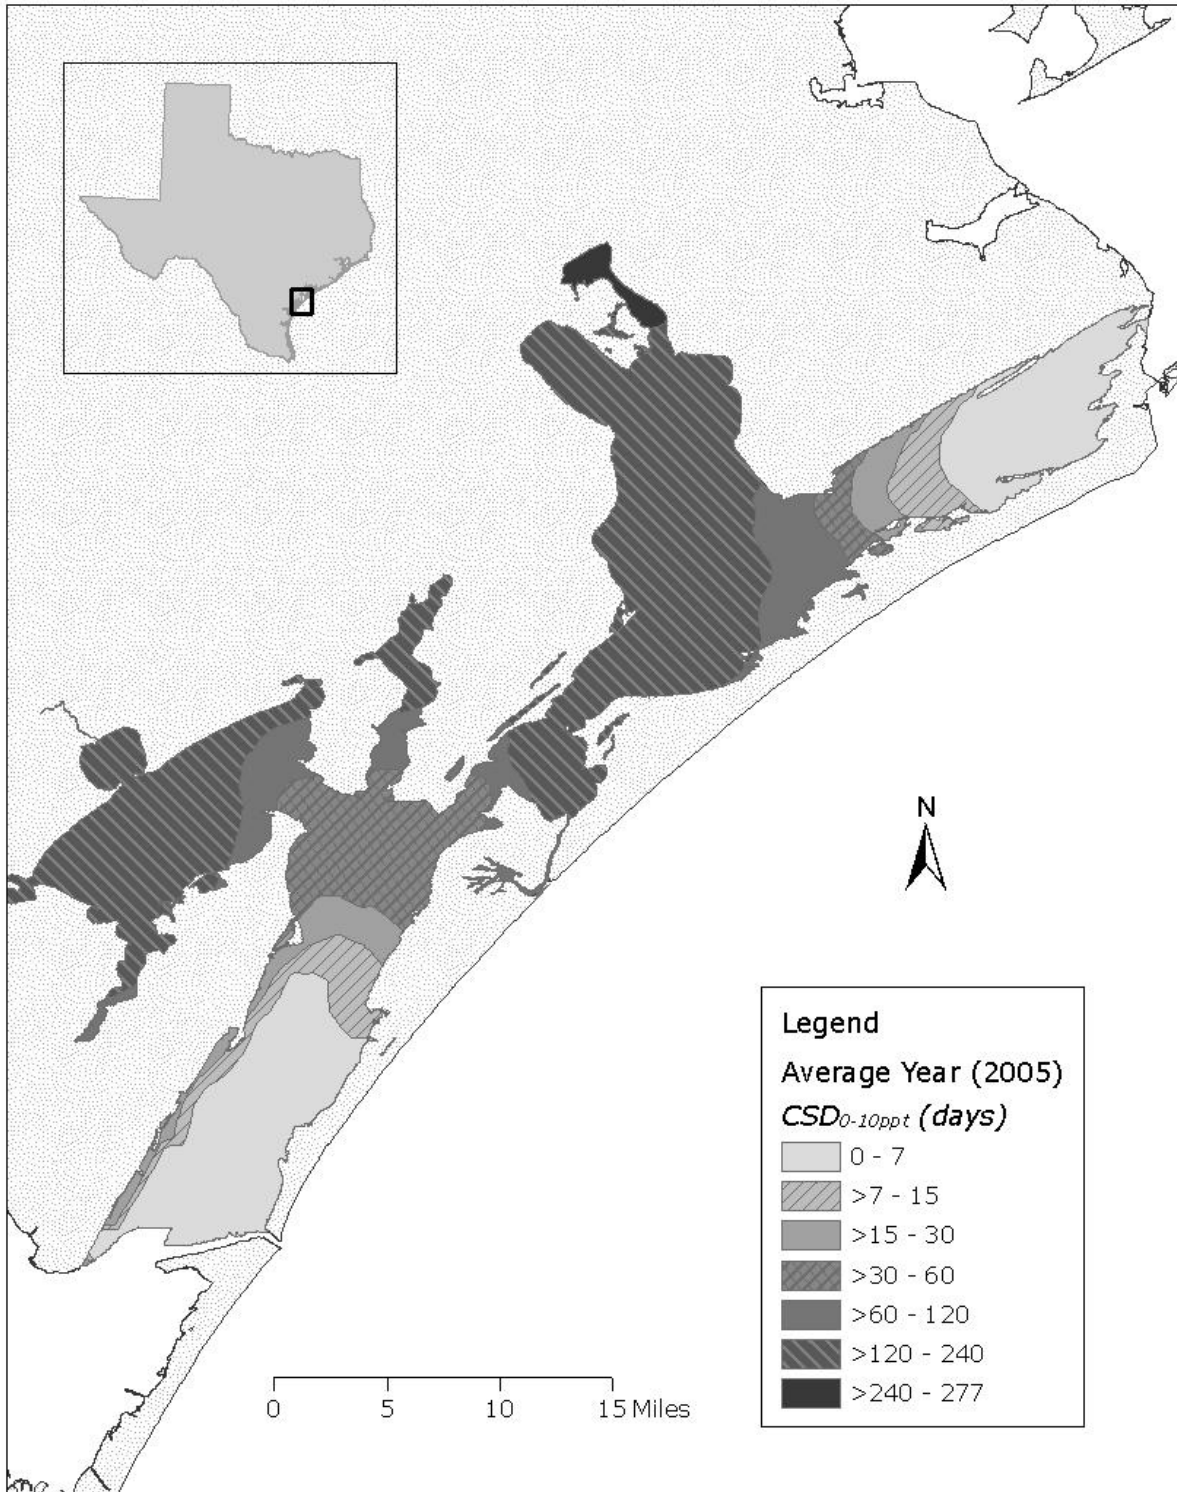 N
Legend
Average Year (2005)
CSD0-10ppt (days)
0 - 7
>7 - 15
>15 - 30
>30 - 60
>60 - 120
>120 - 240
>240 - 277
0 5 10 15 Miles